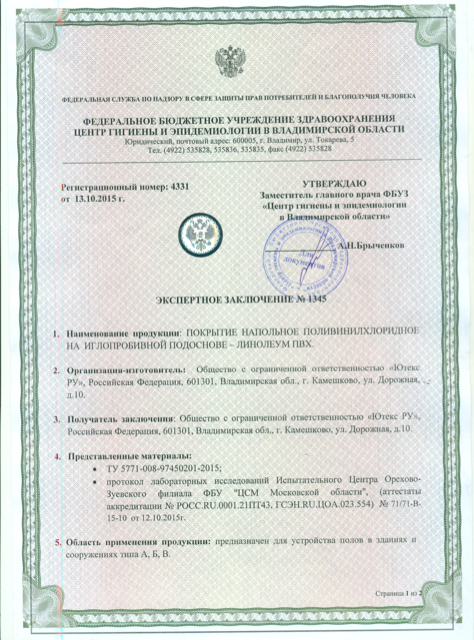 ФЕДЕРАЛЬНАЯ СЛУЖБА ПО НАДЗОРУ В СФЕРЕ ЗАЩИТЫ ПРАВ ПОТРЕБИТЕЛЕЙ И БЛАГОПОЛУЧИЯ ЧЕЛОВЕКА
ФЕДЕРАЛЬНОЕ БЮДЖЕТНОЕ УЧРЕЖДЕНИЕ ЗДРАВООХРАНЕНИЯ
ЦЕНТР ГИГИЕНЫ И ЭПИДЕМИОЛОГИИ В ВЛАДИМИРСКОЙ ОБЛАСТИ
Юридический, почтовый адрес: 600005, г. Владимир, ул. Токарева, 5
Тел. (4922) 535828, 535836, 535835, факс (4922) 535828
Регистрационный номер: 4331
от 13.10.2015 г.
УТВЕРЖДАЮ
Заместитель главного врача ФБУЗ
«Центр гигиены и эпидемиологии
в Владимирской области»
А.Н.Брыченков
Для
документов
ЭКСПЕРТНОЕ ЗАКЛЮЧЕНИЕ № 1345
1. Наименование продукции: ПОКРЫТИЕ НАПОЛЬНОЕ ПОЛИВИНИЛХЛОРИДНОЕ
НА ИГЛОПРОБИВНОЙ ПОДОСНОВЕ – ЛИНОЛЕУМ ПВХ.
2. Организация-изготовитель: Общество с ограниченной ответственностью «Ютекс
РУ», Российская Федерация, 601301, Владимирская обл., г. Камешково, ул. Дорожная,
д.10.
3. Получатель заключения: Общество с ограниченной ответственностью «Ютекс РУ»,
Российская Федерация, 601301, Владимирская обл., г. Камешково, ул. Дорожная, д.10.
4. Представленные материалы:
• ТУ 5771-008-97450201-2015;
• протокол лабораторных исследований Испытательного Центра Орехово-
Зуевского филиала ФБУ "ЦСМ Московской области", (аттестаты
аккредитации № РОСС.RU.0001.21ПТ43, ГСЭН.RU.ЦОА.023.554) № 71/71-В-
15-10 от 12.10.2015г.
5. Область применения продукции: предназначен для устройства полов в зданиях и
сооружениях типа А, Б, В.
Страница 1 из 2